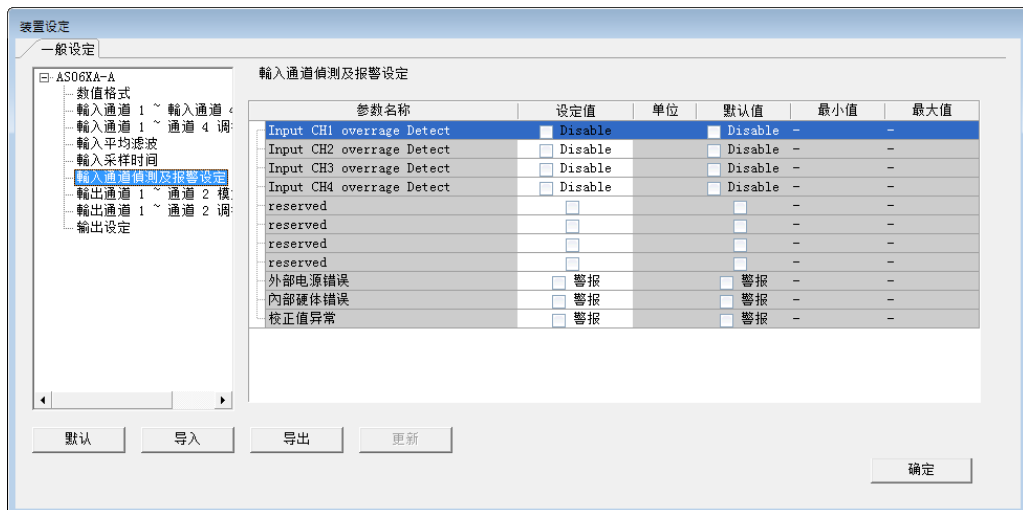 装置设定
一般设定
AS06XA-A
数值格式
輸入通道 1 ~ 輸入通道
輸入通道 1 ~ 通道 4 调
輸入平均滤波
輸入采样时间
輸入通道偵測及报警设定
輸出通道 1 ~ 通道 2 模
輸出通道 1 ~ 通道 2 调
输出设定
輸入通道偵測及报警设定
参数名称 设定值 单位 默认值 最小值 最大值
Input CH1 overrage Detect Disable Disable - -
Input CH2 overrage Detect Disable Disable - -
Input CH3 overrage Detect Disable Disable - -
Input CH4 overrage Detect Disable Disable - -
reserved - -
reserved - -
reserved - -
reserved - -
外部电源错误 警报 警报 - -
內部硬体错误 警报 警报 - -
校正值异常 警报 警报 - -
默认 导入 导出 更新
确定